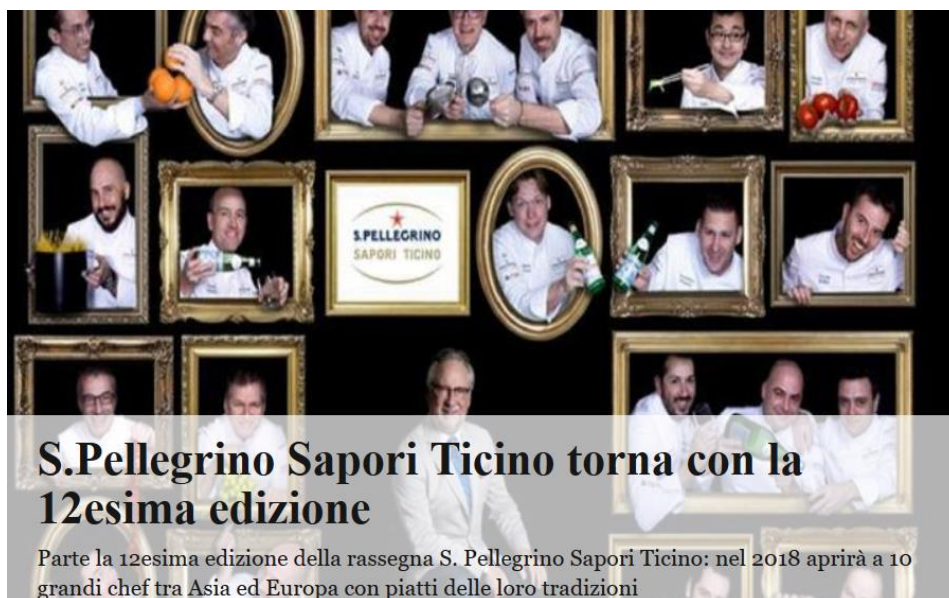 S.PELLEGRINO
SAPORI TICINO
S.Pellegrino Sapori Ticino torna con la
12esima edizione
Parte la 12esima edizione della rassegna S. Pellegrino Sapori Ticino: nel 2018 aprirà a 10
grandi chef tra Asia ed Europa con piatti delle loro tradizioni